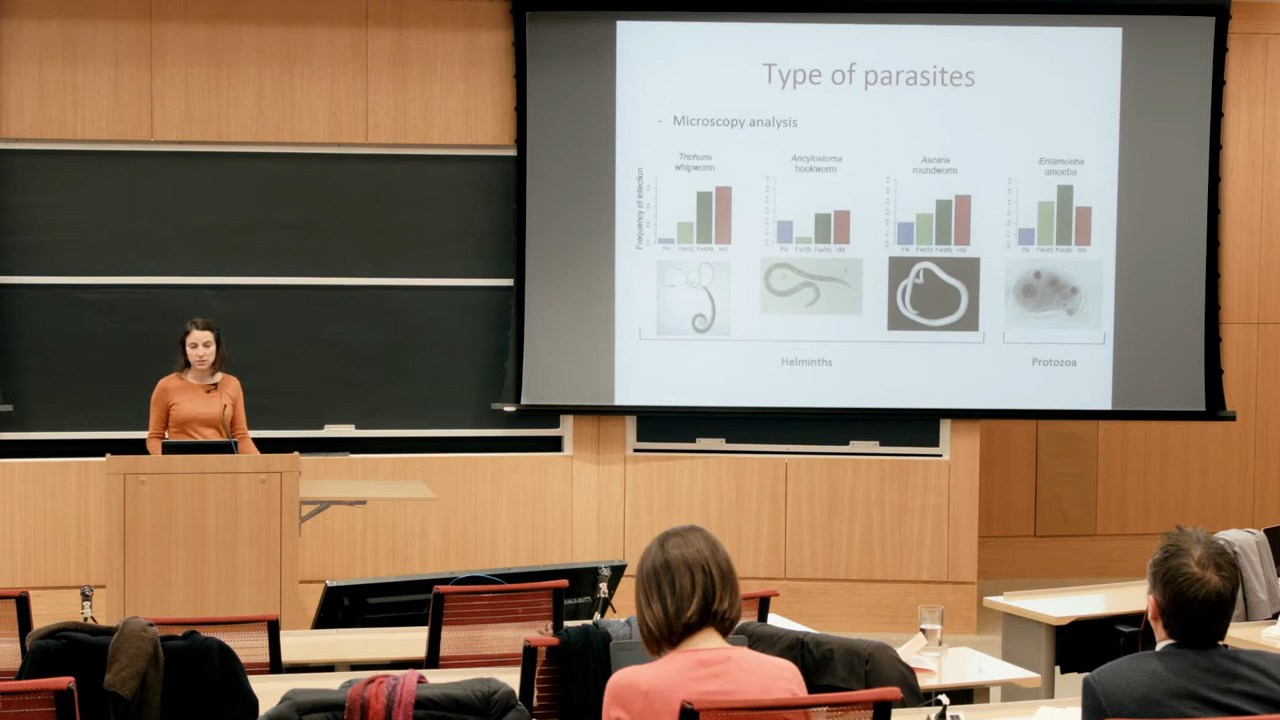 Type of parasites
- Microscopy analysis
Trichuris
whipworm
Ancylostoma
hookworm
Ascaris
roundworm
Entamoeba
amoeba
Frequency of infection
Helminths
Protozoa